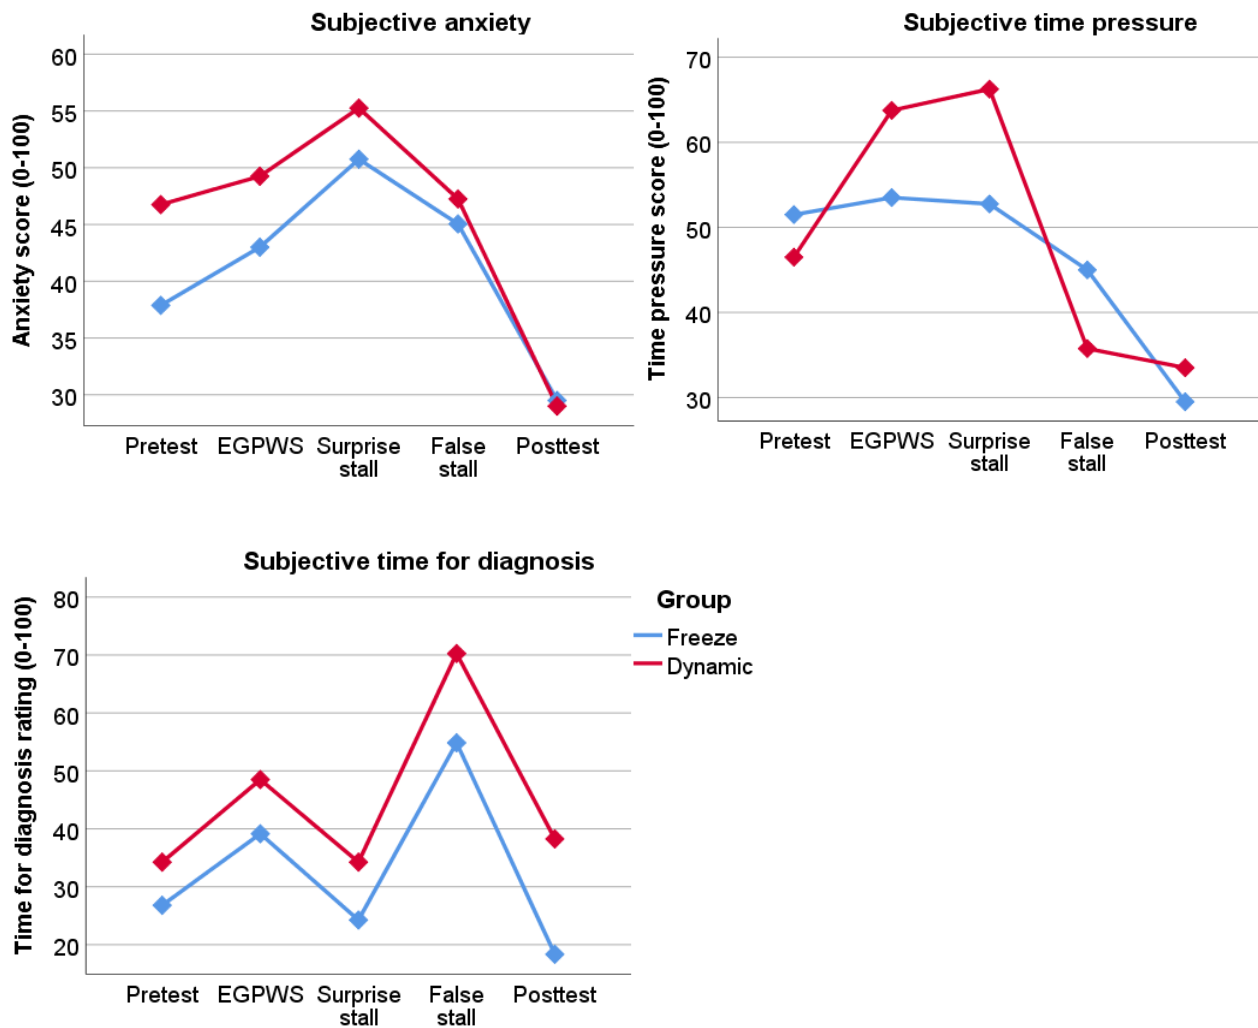 Subjective anxiety
Anxiety score (0-100)
60
55
50
45
40
35
30
Pretest
EGPWS
Surprise
stall
False
stall
Posttest
Subjective time pressure
Time pressure score (0-100)
70
60
50
40
30
Pretest
EGPWS
Surprise
stall
False
stall
Posttest
Subjective time for diagnosis
Time for diagnosis rating (0-100)
80
70
60
50
40
30
20
Pretest
EGPWS
Surprise
stall
False
stall
Posttest
Group
Freeze
Dynamic